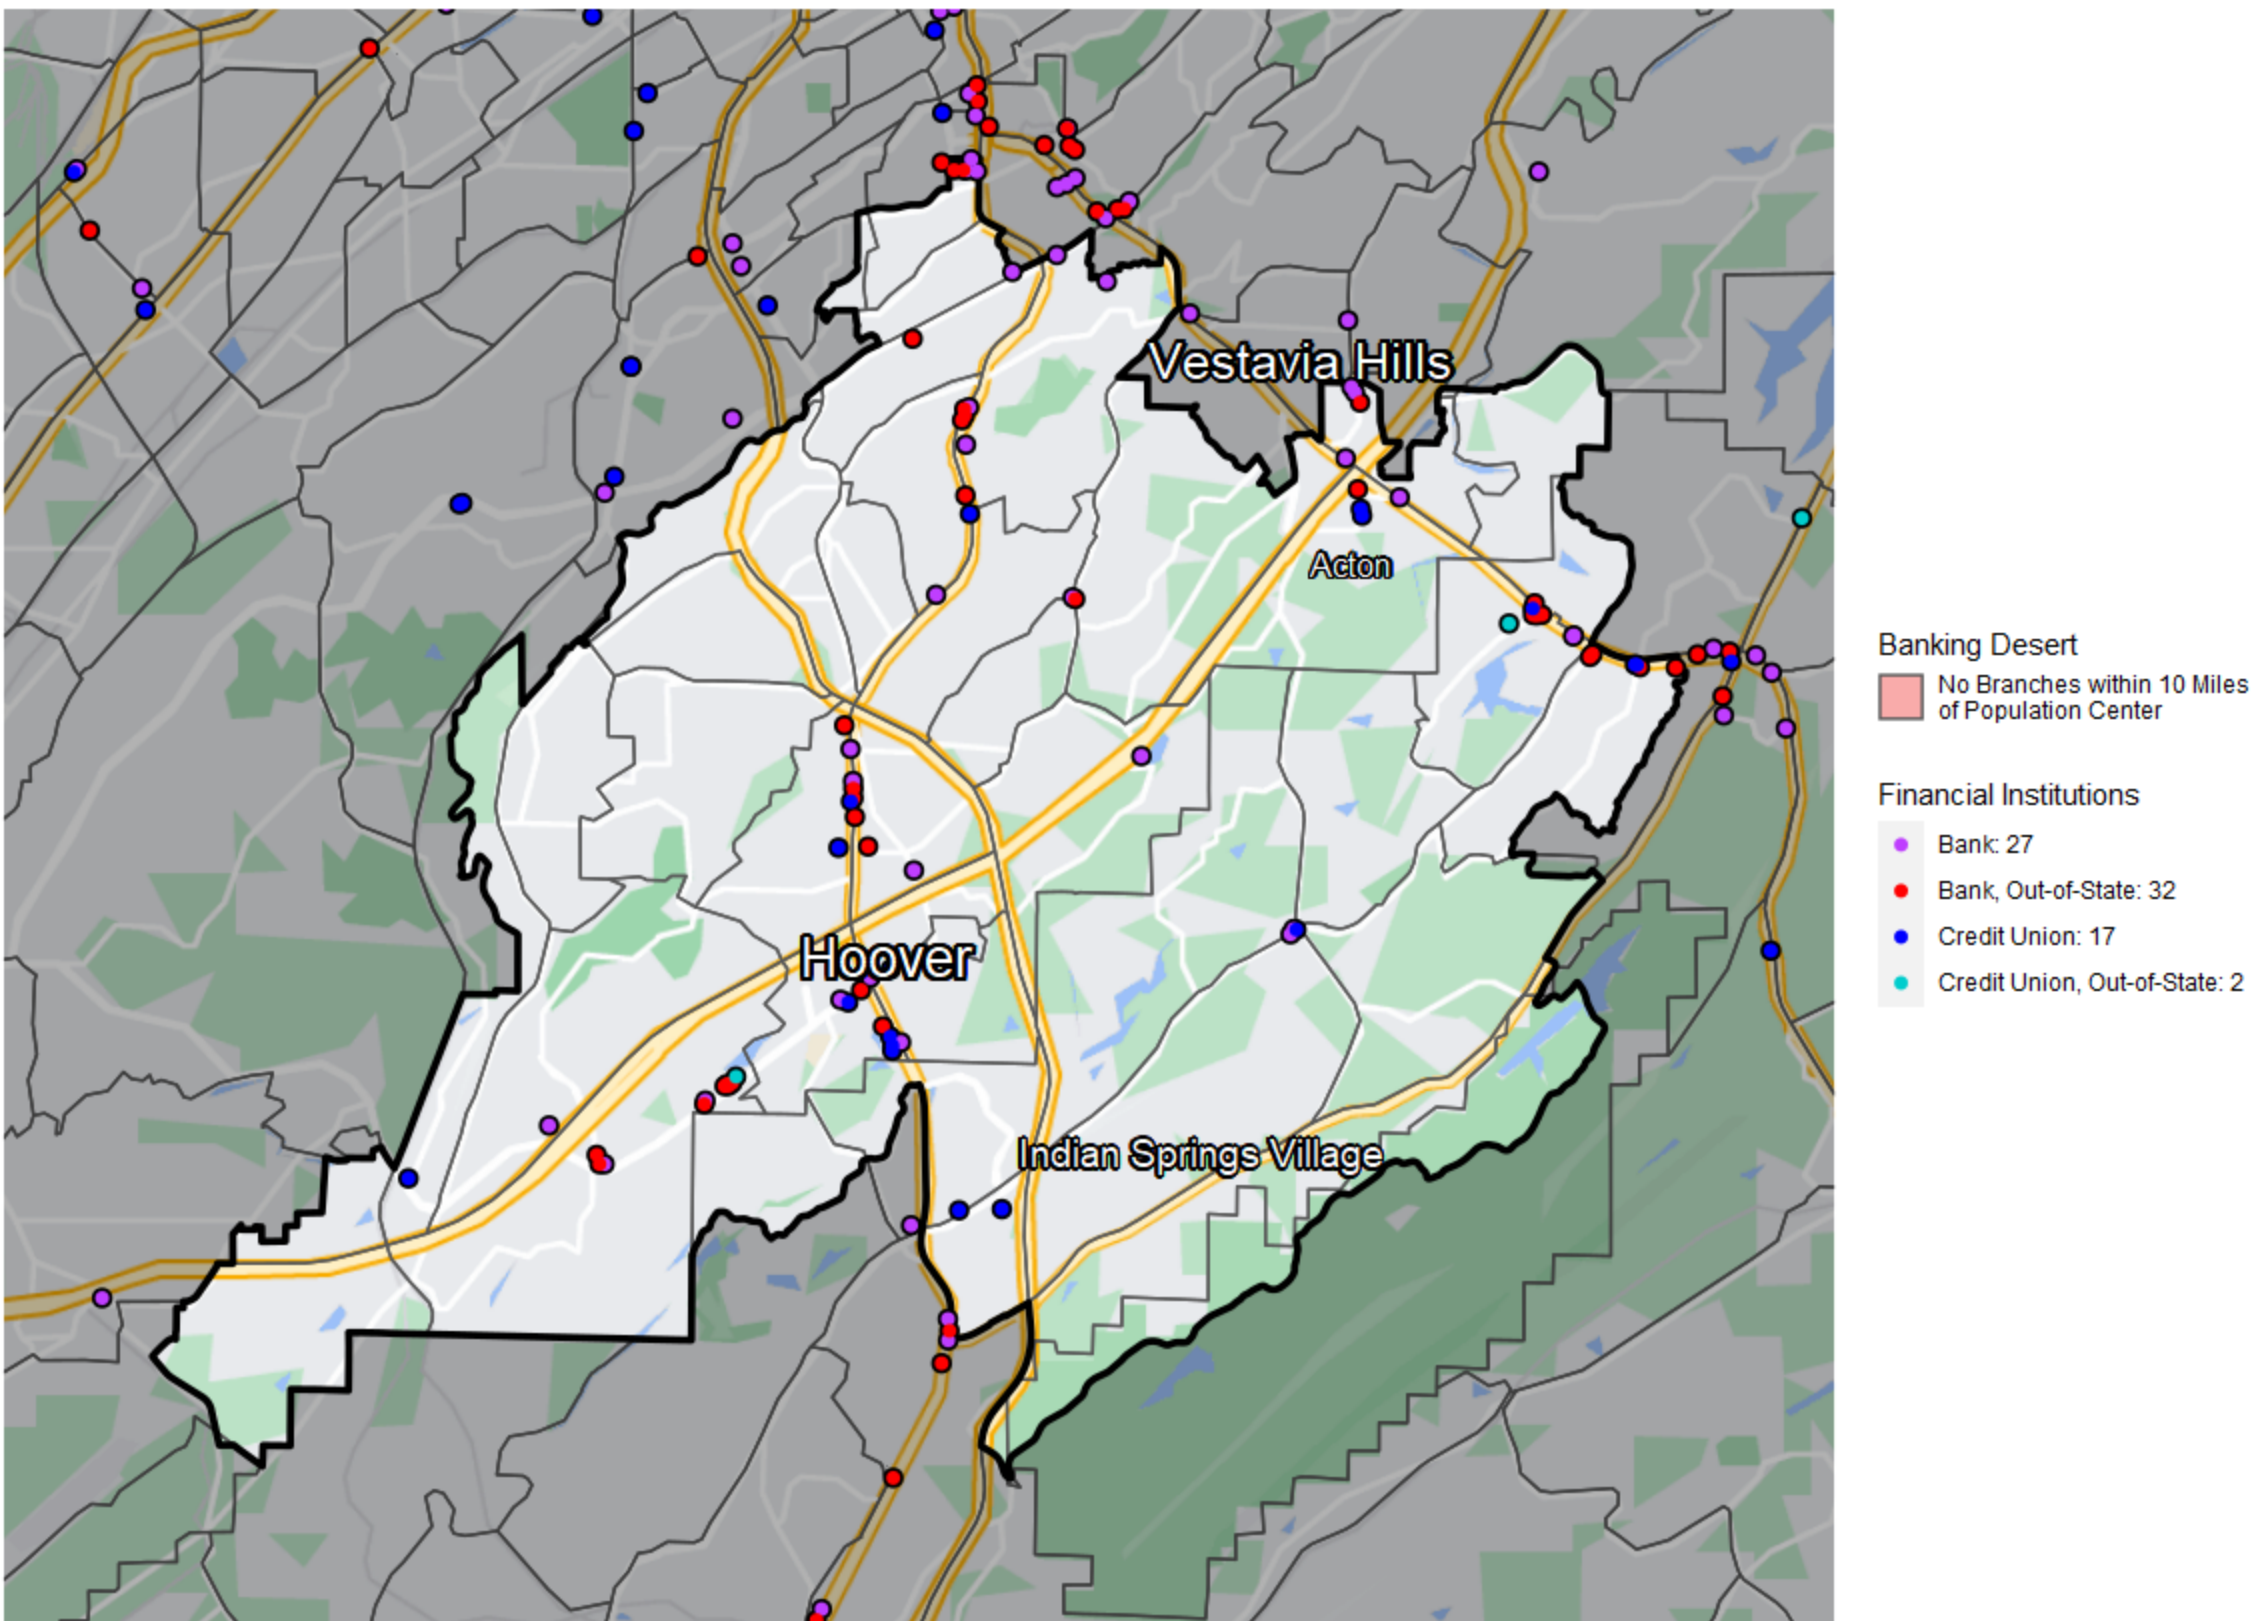 Vestavia Hills
Acton
Hoover
Indian Springs Village
Banking Desert
No Branches within 10 Miles
of Population Center
Financial Institutions
Bank: 27
Bank, Out-of-State: 32
Credit Union: 17
Credit Union, Out-of-State: 2